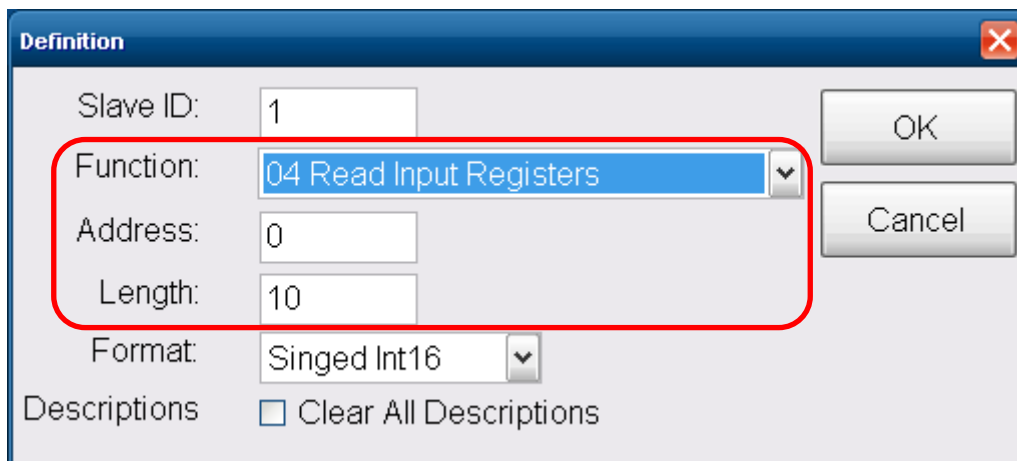 Definition
Slave ID: 1
OK
Function: 04 Read Input Registers
Address: 0
Cancel
Length: 10
Format: Singed Int16
Descriptions Clear All Descriptions